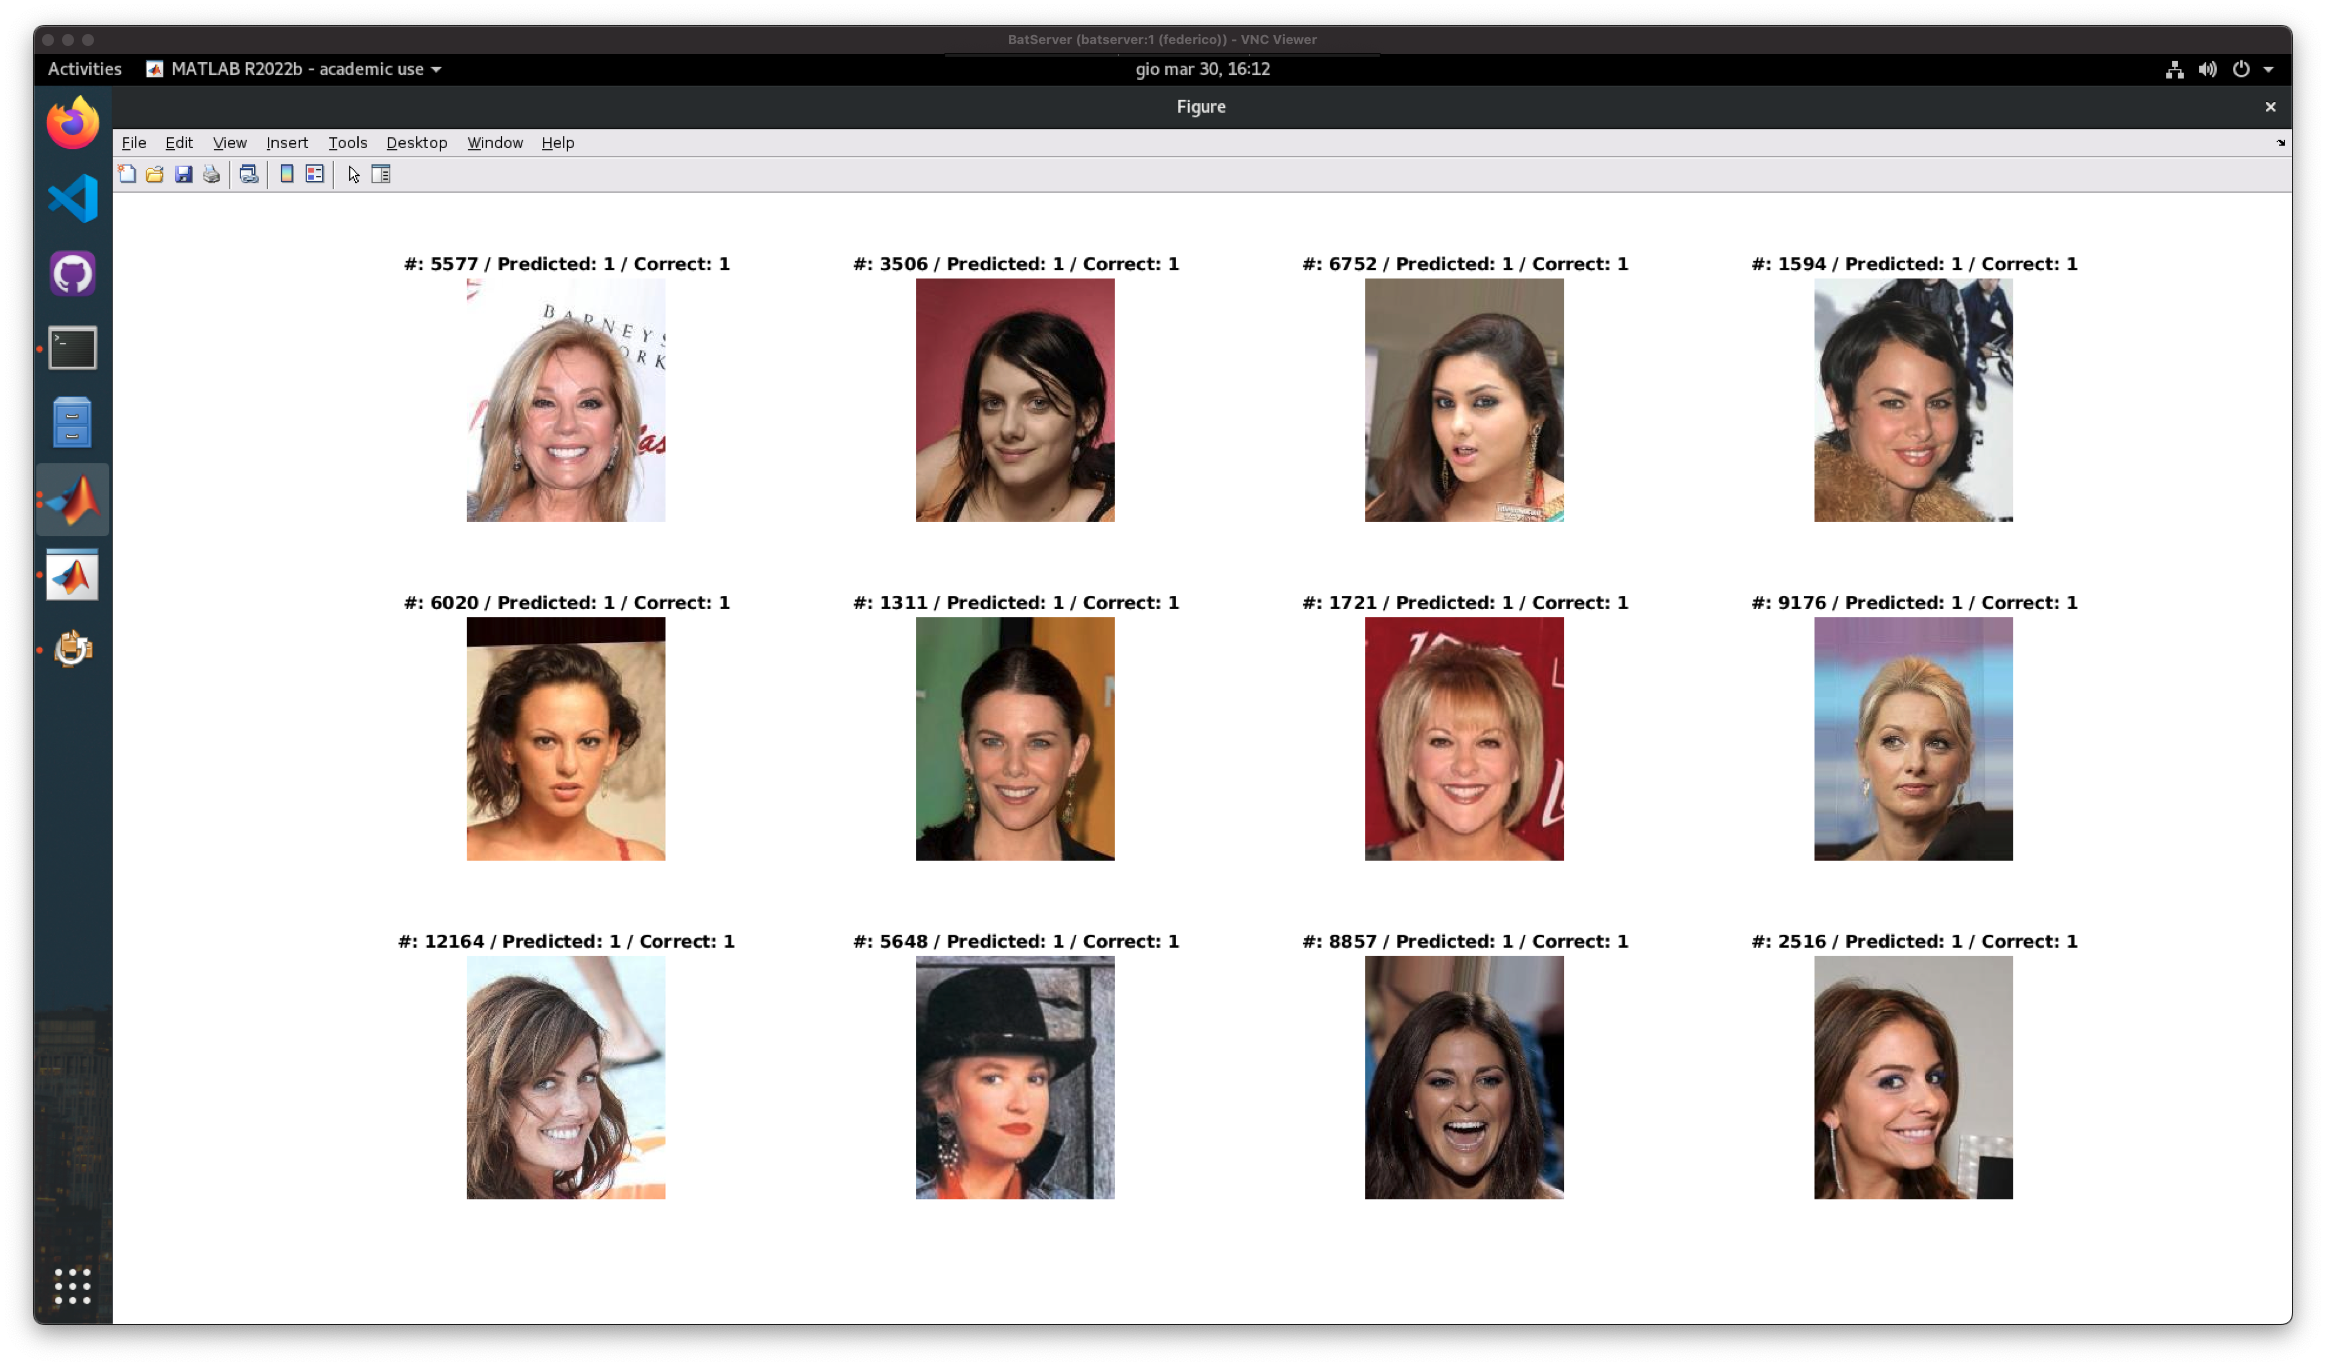 BatServer (batserver:1 (federico)) - VNC Viewer
Activities MATLAB R2022b - academic use gio mar 30, 16:12
Figure
File Edit View Insert Tools Desktop Window Help
#: 5577 / Predicted: 1 / Correct: 1 #: 3506 / Predicted: 1 / Correct: 1 #: 6752 / Predicted: 1 / Correct: 1 #: 1594 / Predicted: 1 / Correct: 1
BARNEYS
ORK
as
#: 6020 / Predicted: 1 / Correct: 1 #: 1311 / Predicted: 1 / Correct: 1 #: 1721 / Predicted: 1 / Correct: 1 #: 9176 / Predicted: 1 / Correct: 1
#: 12164 / Predicted: 1 / Correct: 1 #: 5648 / Predicted: 1 / Correct: 1 #: 8857 / Predicted: 1 / Correct: 1 #: 2516 / Predicted: 1 / Correct: 1